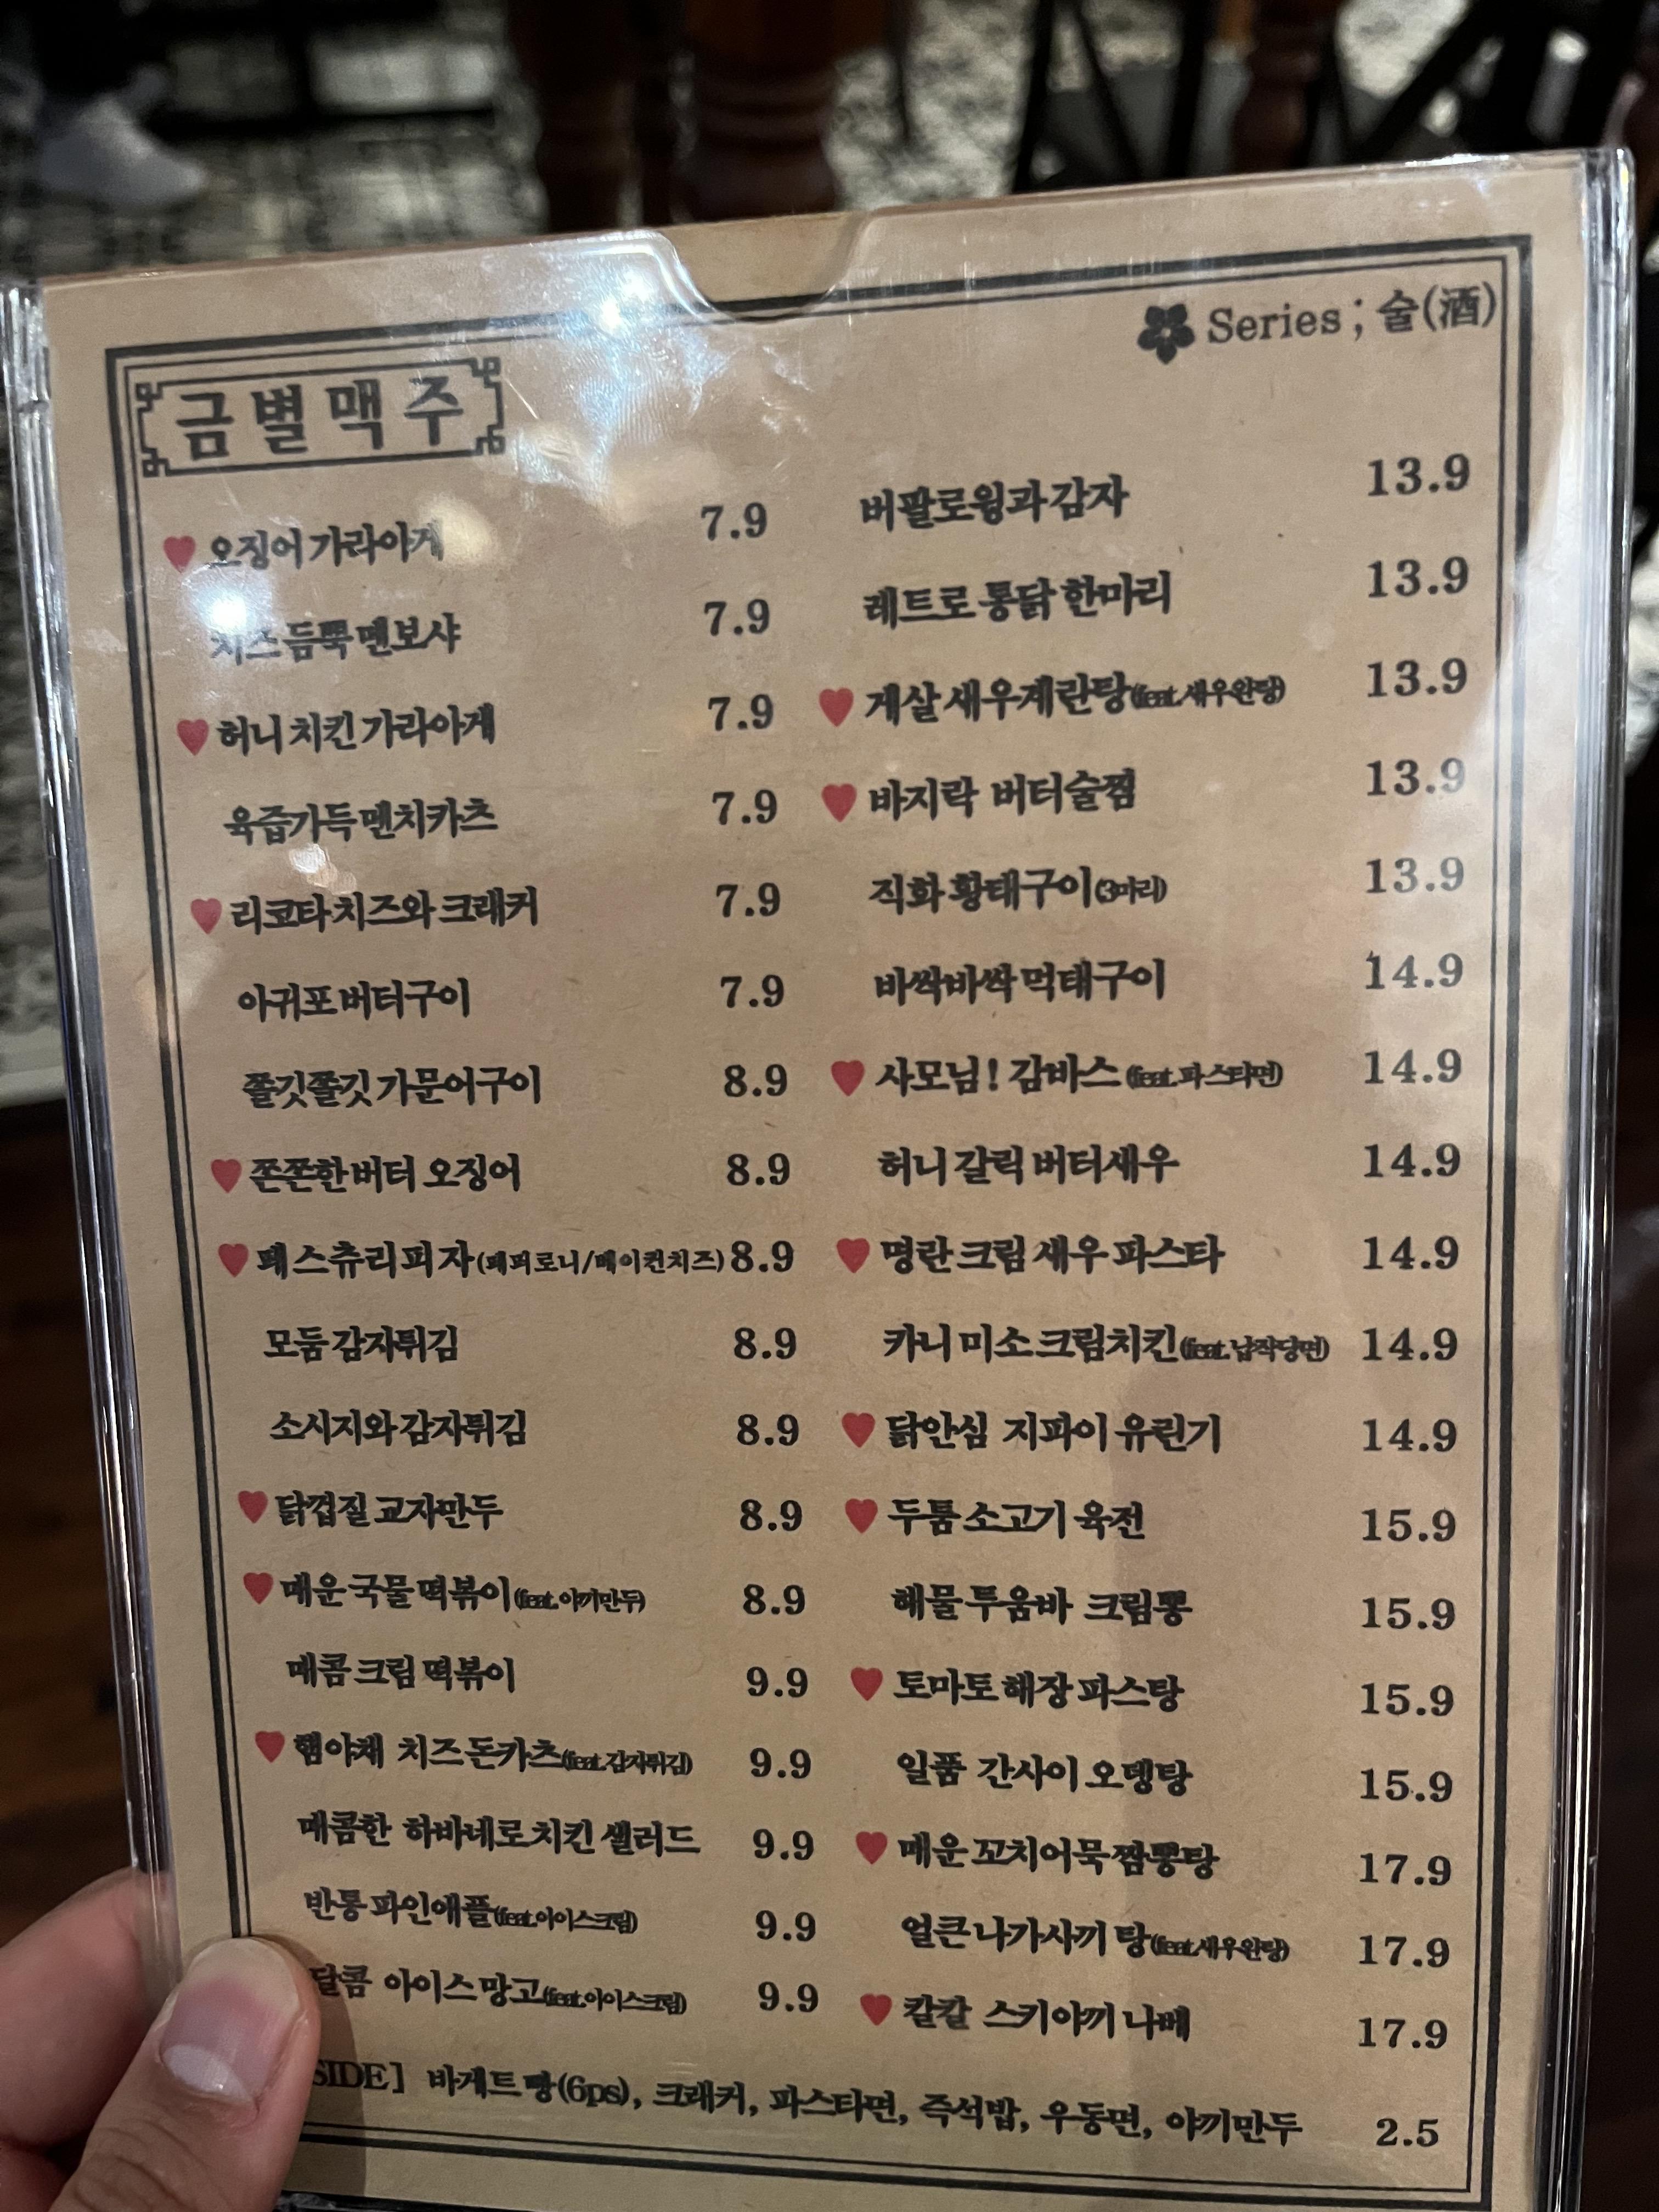 Series ; 술(酒)
금별맥주
오징어 가라아게 7.9
치즈듬뿍 멘보샤 7.9
허니 치킨 가라아게 7.9
육즙가득 멘치카츠 7.9
리코타 치즈와 크래커 7.9
아귀포 버터구이 7.9
쫄깃쫄깃 가문어구이 8.9
쫀쫀한 버터 오징어 8.9
페스츄리 피자(페퍼로니/베이컨치즈) 8.9
모둠 감자튀김 8.9
소시지와 감자튀김 8.9
닭껍질 교자만두 8.9
매운 국물 떡볶이(feat.야끼만두) 8.9
매콤 크림 떡볶이 9.9
햄야채 치즈 돈카츠(feat.감자튀김) 9.9
매콤한 하바네로 치킨 샐러드 9.9
반통 파인애플(feat.아이스크림) 9.9
달콤 아이스 망고(feat.아이스크림) 9.9
버팔로윙과 감자 13.9
레트로 통닭 한마리 13.9
게살 새우계란탕(feat.새우완탕) 13.9
바지락 버터술찜 13.9
직화 황태구이(3마리) 13.9
바싹바싹 먹태구이 14.9
사모님! 감바스(feat.파스타면) 14.9
허니 갈릭 버터새우 14.9
명란 크림 새우 파스타 14.9
카니 미소 크림치킨(feat.납작당면) 14.9
닭안심 지파이 유린기 14.9
두툼 소고기 육전 15.9
해물 투움바 크림뽕 15.9
토마토 해장 파스탕 15.9
일품 간사이 오뎅탕 15.9
매운 꼬치어묵 짬뽕탕 17.9
얼큰 나가사끼 탕(feat.새우완탕) 17.9
칼칼 스키야끼 나베 17.9
SIDE] 바게트 빵(6ps), 크래커, 파스타면, 즉석밥, 우동면, 야끼만두 2.5